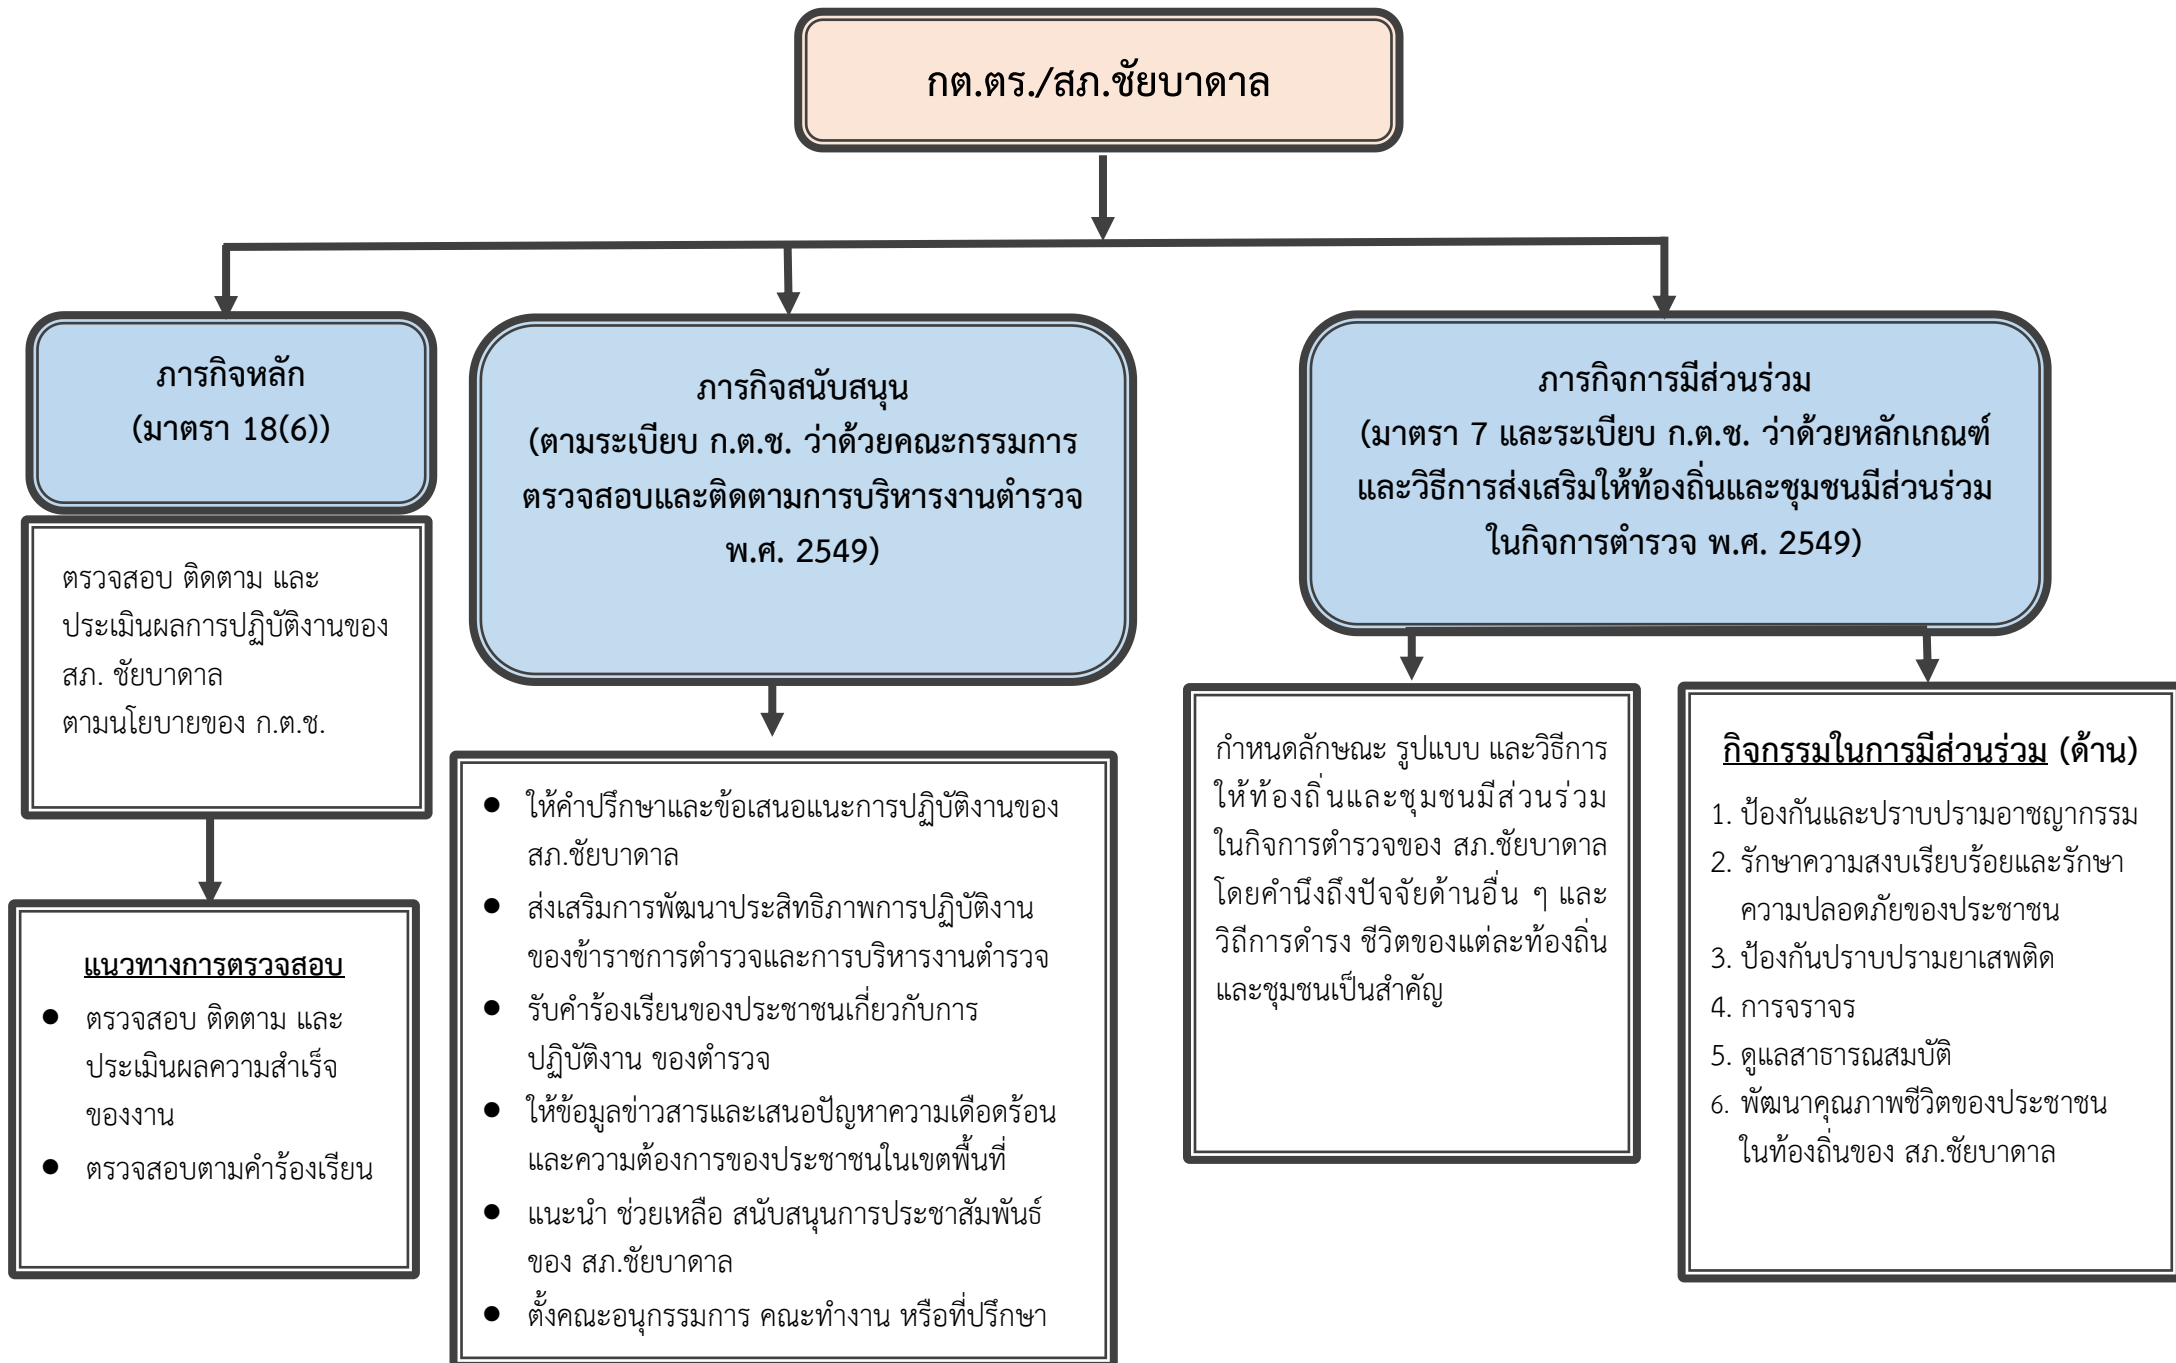 กต.ตร./สภ.ชัยบาดาล
ภารกิจหลัก
(มาตรา 18(6))
ตรวจสอบ ติดตาม และ
ประเมินผลการปฏิบัติงานของ
สภ. ชัยบาดาล
ตามนโยบายของ ก.ต.ช.
แนวทางการตรวจสอบ
● ตรวจสอบ ติดตาม และ
ประเมินผลความสำเร็จ
ของงาน
● ตรวจสอบตามคำร้องเรียน
ภารกิจสนับสนุน
(ตามระเบียบ ก.ต.ช. ว่าด้วยคณะกรรมการ
ตรวจสอบและติดตามการบริหารงานตำรวจ
พ.ศ. 2549)
● ให้คำปรึกษาและข้อเสนอแนะการปฏิบัติงานของ
สภ.ชัยบาดาล
● ส่งเสริมการพัฒนาประสิทธิภาพการปฏิบัติงาน
ของข้าราชการตำรวจและการบริหารงานตำรวจ
● รับคำร้องเรียนของประชาชนเกี่ยวกับการ
ปฏิบัติงาน ของตำรวจ
● ให้ข้อมูลข่าวสารและเสนอปัญหาความเดือดร้อน
และความต้องการของประชาชนในเขตพื้นที่
● แนะนำ ช่วยเหลือ สนับสนุนการประชาสัมพันธ์
ของ สภ.ชัยบาดาล
● ตั้งคณะอนุกรรมการ คณะทำงาน หรือที่ปรึกษา
ภารกิจการมีส่วนร่วม
(มาตรา 7 และระเบียบ ก.ต.ช. ว่าด้วยหลักเกณฑ์
และวิธีการส่งเสริมให้ท้องถิ่นและชุมชนมีส่วนร่วม
ในกิจการตำรวจ พ.ศ. 2549)
กำหนดลักษณะ รูปแบบ และวิธีการ
ให้ท้องถิ่นและชุมชนมีส่วนร่วม
ในกิจการตำรวจของ สภ.ชัยบาดาล
โดยคำนึงถึงปัจจัยด้านอื่น ๆ และ
วิถีการดำรง ชีวิตของแต่ละท้องถิ่น
และชุมชนเป็นสำคัญ
กิจกรรมในการมีส่วนร่วม (ด้าน)
1. ป้องกันและปราบปรามอาชญากรรม
2. รักษาความสงบเรียบร้อยและรักษา
ความปลอดภัยของประชาชน
3. ป้องกันปราบปรามยาเสพติด
4. การจราจร
5. ดูแลสาธารณสมบัติ
6. พัฒนาคุณภาพชีวิตของประชาชน
ในท้องถิ่นของ สภ.ชัยบาดาล